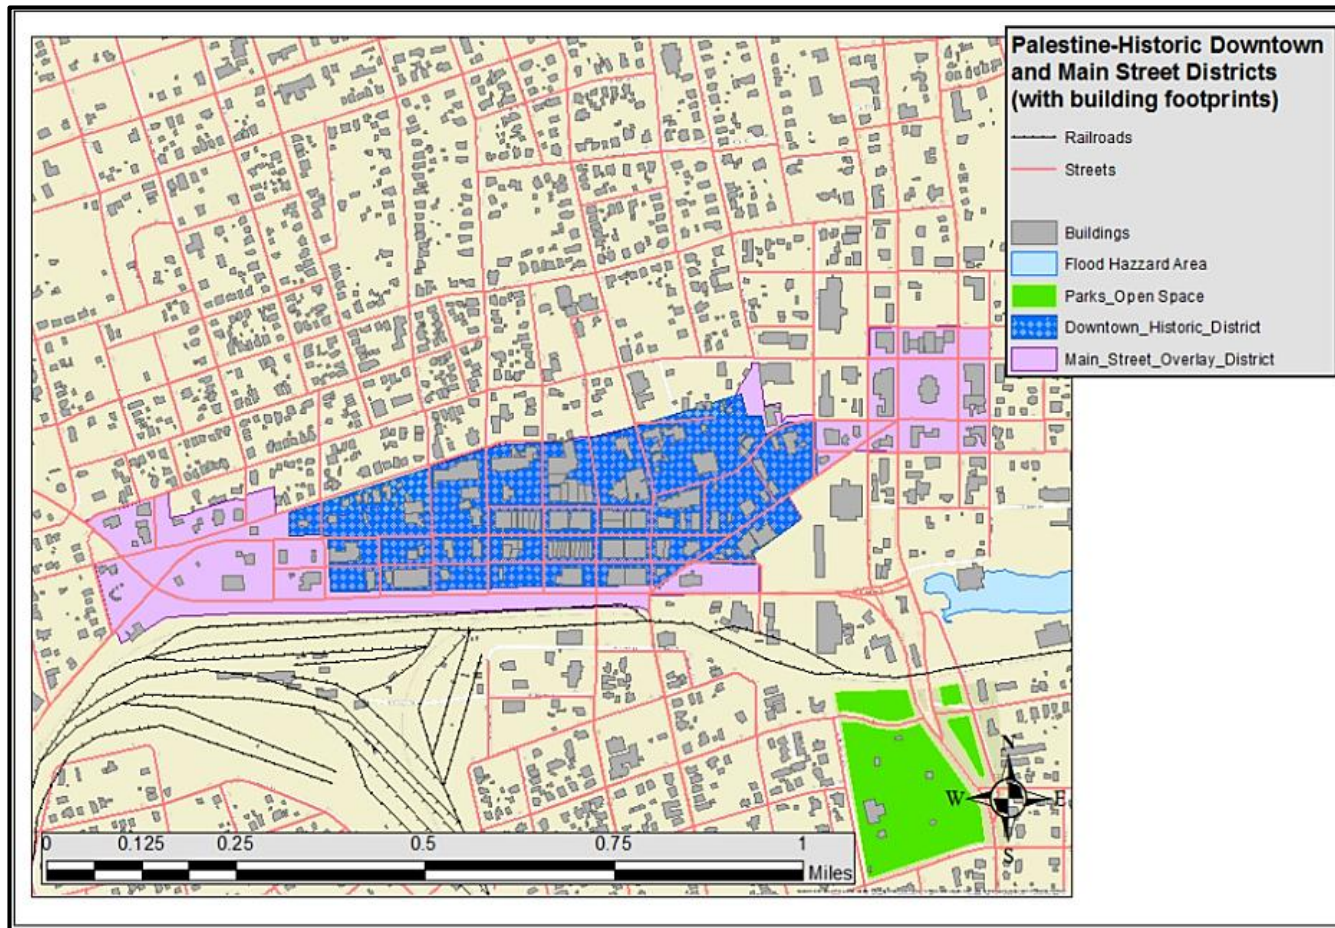 Palestine-Historic Downtown
and Main Street Districts
(with building footprints)
Railroads
Streets
Buildings
Flood Hazzard Area
Parks_Open Space
Downtown_Historic_District
Main_Street_Overlay_District
N
W E
S
0 0.125 0.25 0.5 0.75 1
Miles